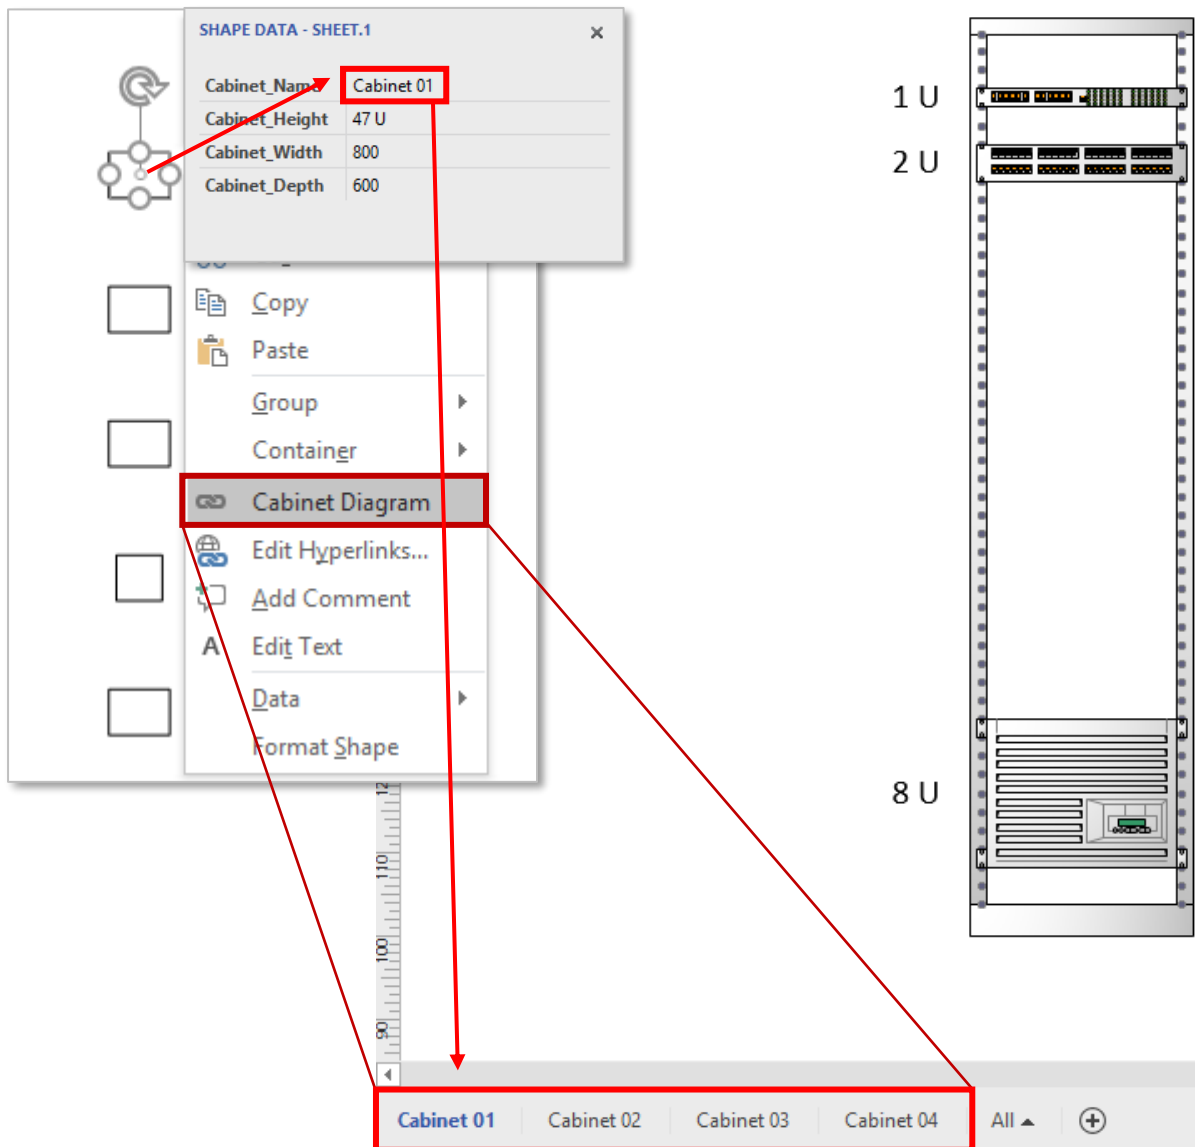 SHAPE DATA - SHEET.1
Cabinet_Name Cabinet 01
Cabinet_Height 47 U
Cabinet_Width 800
Cabinet_Depth 600
Copy
Paste
Group
Container
Cabinet Diagram
Edit Hyperlinks...
Add Comment
A Edit Text
Data
Format Shape
1 U
2 U
8 U
110
100
90
Cabinet 01 Cabinet 02 Cabinet 03 Cabinet 04 All